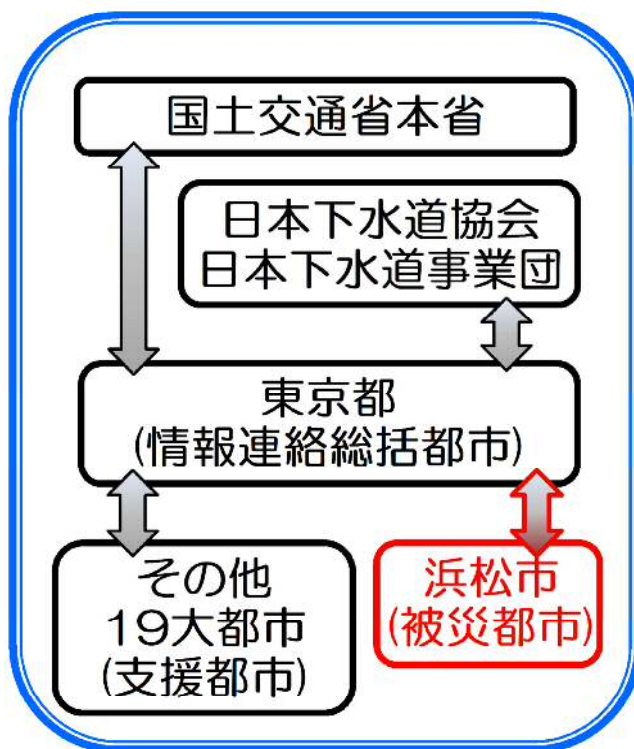 国土交通省本省
日本下水道協会
日本下水道事業団
東京都
(情報連絡総括都市)
その他
19大都市
(支援都市)
浜松市
(被災都市)